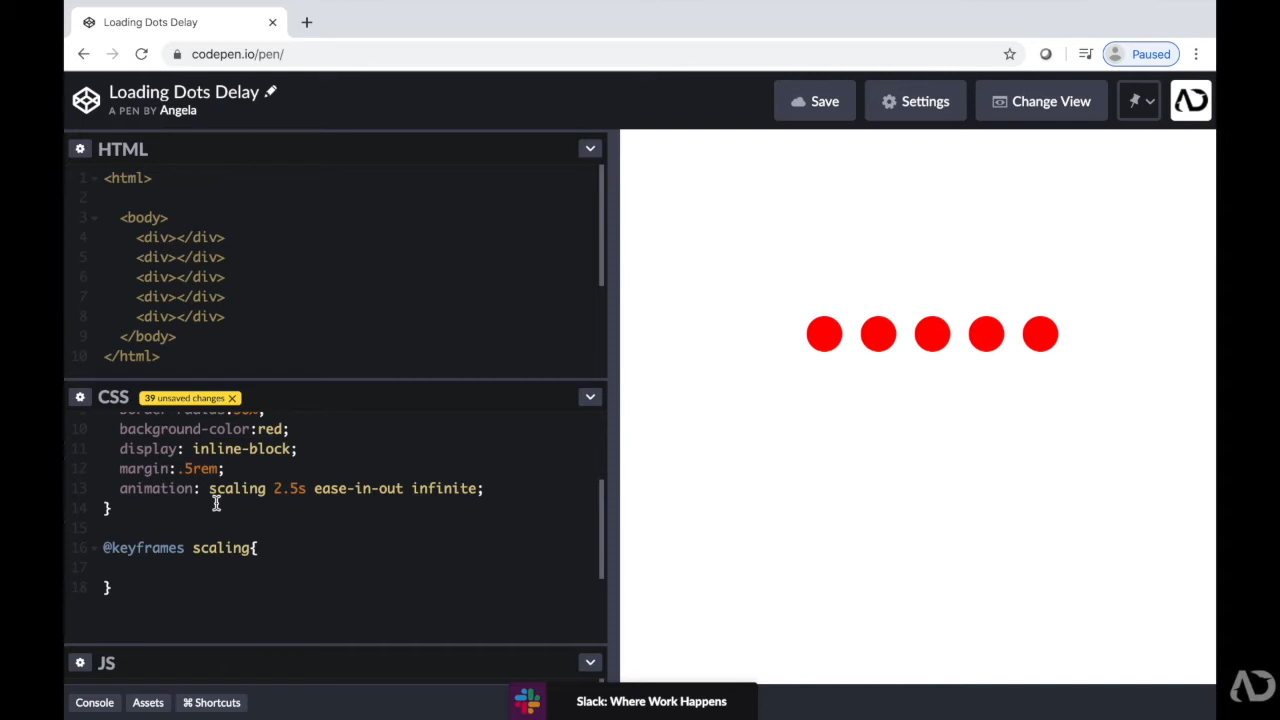 Loading Dots Delay
codepen.io/pen/
Paused
Loading Dots Delay
A PEN BY Angela
Save
Settings
Change View
HTML
1 <html>
2
3 <body>
4 <div></div>
5 <div></div>
6 <div></div>
7 <div></div>
8 <div></div>
9 </body>
10 </html>
CSS
39 unsaved changes
10 background-color:red;
11 display: inline-block;
12 margin:.5rem;
13 animation: scaling 2.5s ease-in-out infinite;
14 }
15
16 @keyframes scaling{
17
18 }
JS
Console
Assets
⌘ Shortcuts
Slack: Where Work Happens